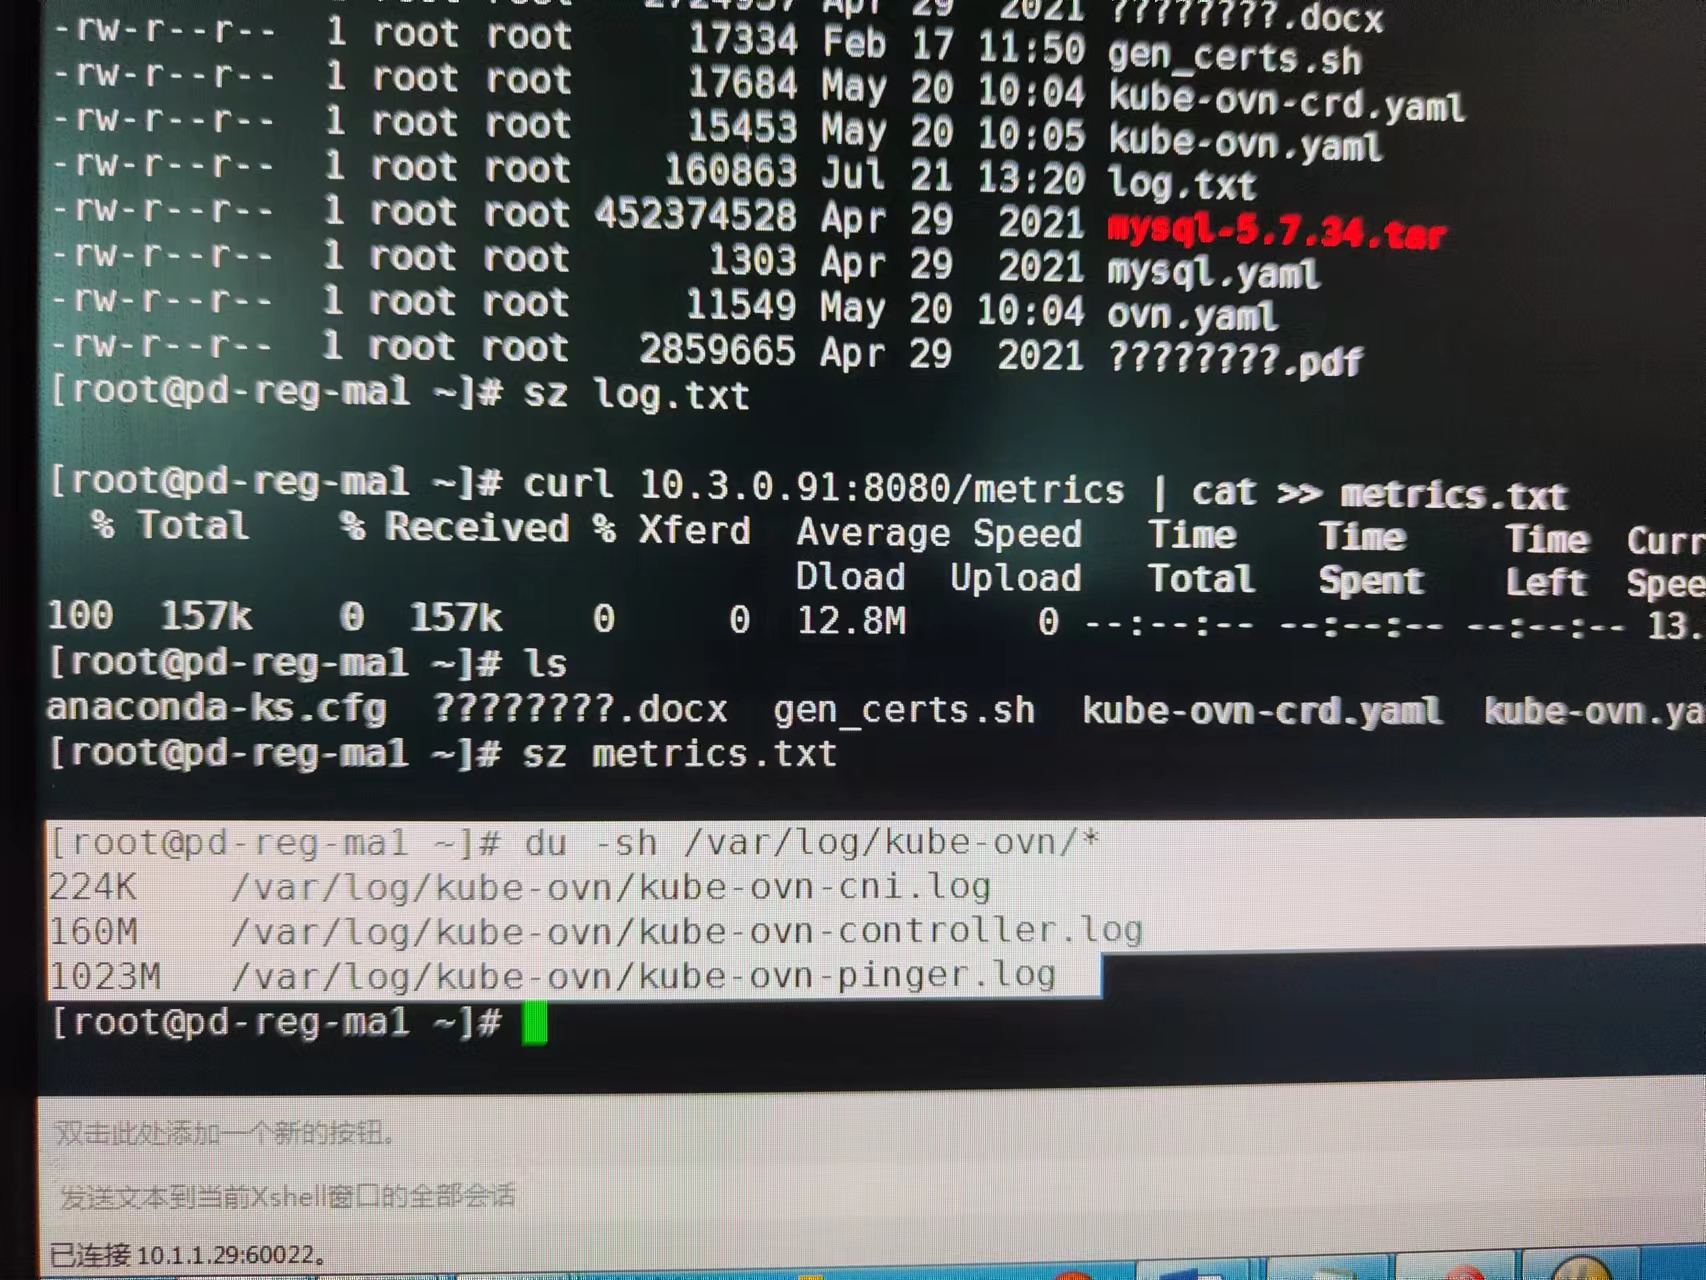 2724957 Apr 29  2021 ????????.docx
-rw-r--r--  1 root root     17334 Feb 17 11:50 gen_certs.sh
-rw-r--r--  1 root root     17684 May 20 10:04 kube-ovn-crd.yaml
-rw-r--r--  1 root root     15453 May 20 10:05 kube-ovn.yaml
-rw-r--r--  1 root root    160863 Jul 21 13:20 log.txt
-rw-r--r--  1 root root 452374528 Apr 29  2021 mysql-5.7.34.tar
-rw-r--r--  1 root root      1303 Apr 29  2021 mysql.yaml
-rw-r--r--  1 root root     11549 May 20 10:04 ovn.yaml
-rw-r--r--  1 root root   2859665 Apr 29  2021 ????????.pdf
[root@pd-reg-ma1 ~]# sz log.txt
[root@pd-reg-ma1 ~]# curl 10.3.0.91:8080/metrics | cat >> metrics.txt
% Total    % Received % Xferd  Average Speed   Time    Time     Time  Curr
Dload  Upload   Total   Spent    Left  Spee
100  157k    0  157k    0     0  12.8M      0 --:--:-- --:--:-- --:--:-- 13.
[root@pd-reg-ma1 ~]# ls
anaconda-ks.cfg  ????????.docx  gen_certs.sh  kube-ovn-crd.yaml  kube-ovn.ya
[root@pd-reg-ma1 ~]# sz metrics.txt
[root@pd-reg-ma1 ~]# du -sh /var/log/kube-ovn/*
224K    /var/log/kube-ovn/kube-ovn-cni.log
160M    /var/log/kube-ovn/kube-ovn-controller.log
1023M   /var/log/kube-ovn/kube-ovn-pinger.log
[root@pd-reg-ma1 ~]#
双击此处添加一个新的按钮。
发送文本到当前Xshell窗口的全部会话
已连接 10.1.1.29:60022。